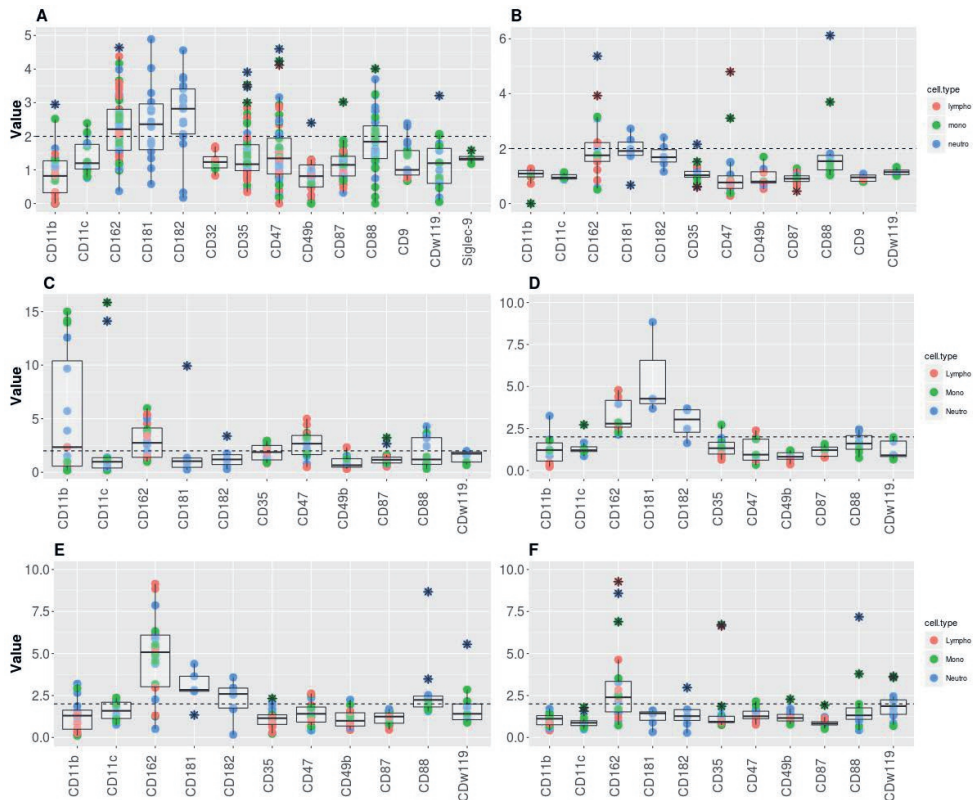 A
B
5
4
3
2
1
0
Value
CD11b
CD11c
CD162
CD181
CD182
CD32
CD35
CD47
CD49b
CD87
CD88
CD9
CDw119
Siglec-9
6
4
2
0
CD11b
CD11c
CD162
CD181
CD182
CD35
CD47
CD49b
CD87
CD88
CD9
CDw119
cell.type
lympho
mono
neutro
C
D
15
10
5
0
Value
CD11b
CD11c
CD162
CD181
CD182
CD35
CD47
CD49b
CD87
CD88
CDw119
10.0
7.5
5.0
2.5
0.0
CD11b
CD11c
CD162
CD181
CD182
CD35
CD47
CD49b
CD87
CD88
CDw119
cell.type
Lympho
Mono
Neutro
E
F
10.0
7.5
5.0
2.5
0.0
Value
CD11b
CD11c
CD162
CD181
CD182
CD35
CD47
CD49b
CD87
CD88
CDw119
10.0
7.5
5.0
2.5
0.0
CD11b
CD11c
CD162
CD181
CD182
CD35
CD47
CD49b
CD87
CD88
CDw119
cell.type
Lympho
Mono
Neutro